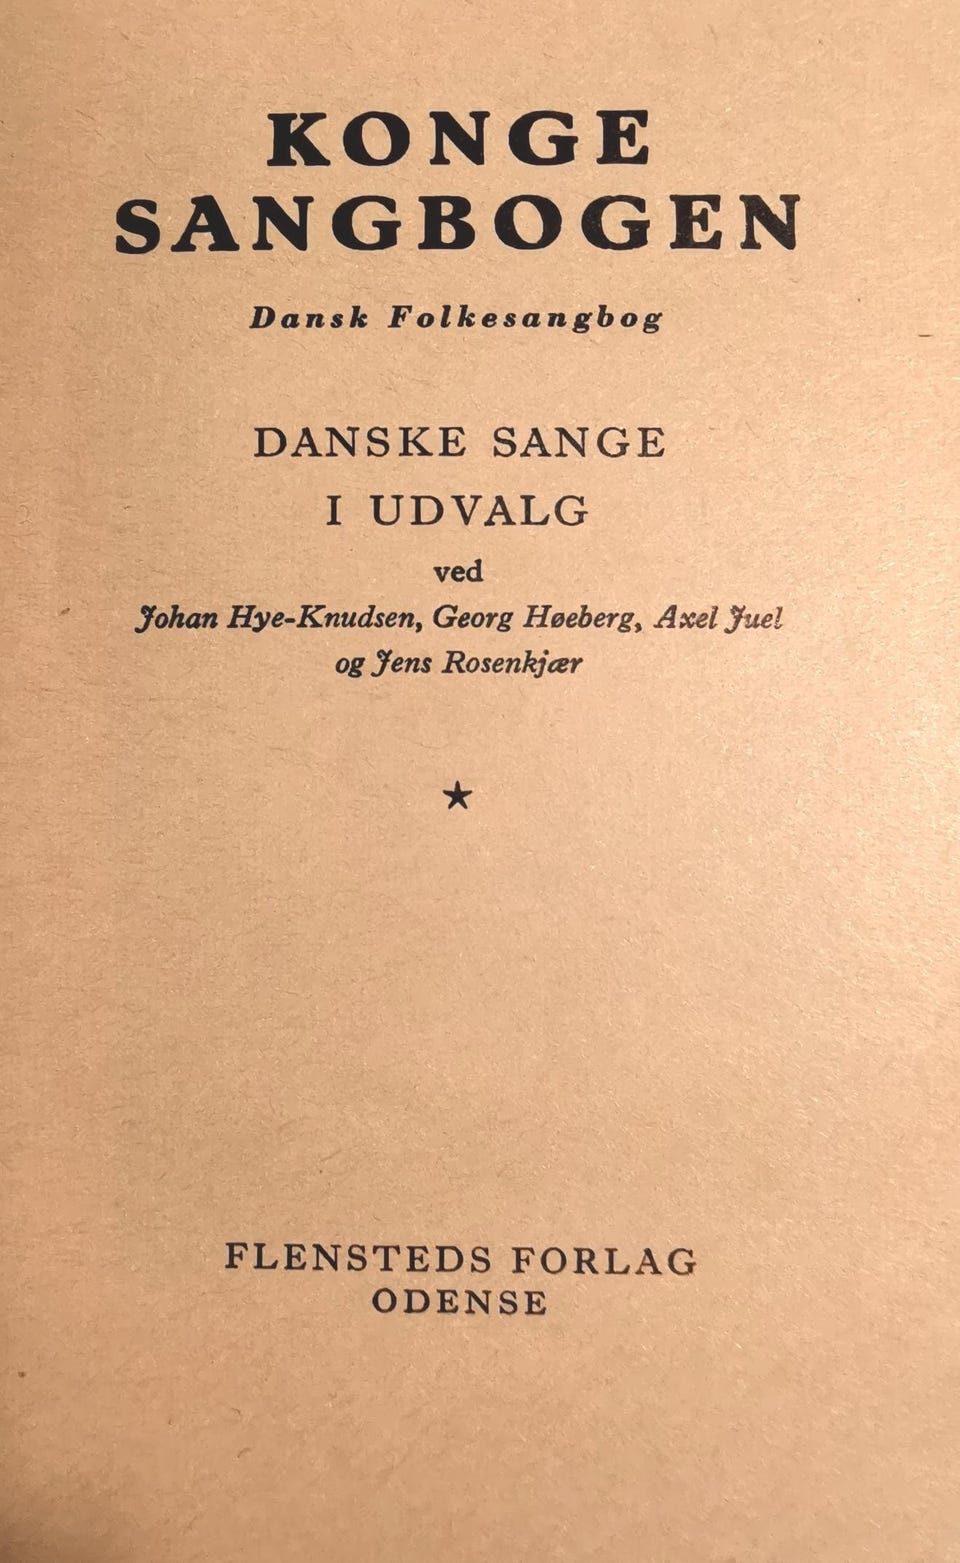 KONGE
SANGBOGEN
Dansk Folkesangbog
DANSKE SANGE
I UDVALG
ved
Johan Hye-Knudsen, Georg Høeberg, Axel Juel
og Jens Rosenkjær
FLENSTEDS FORLAG
ODENSE